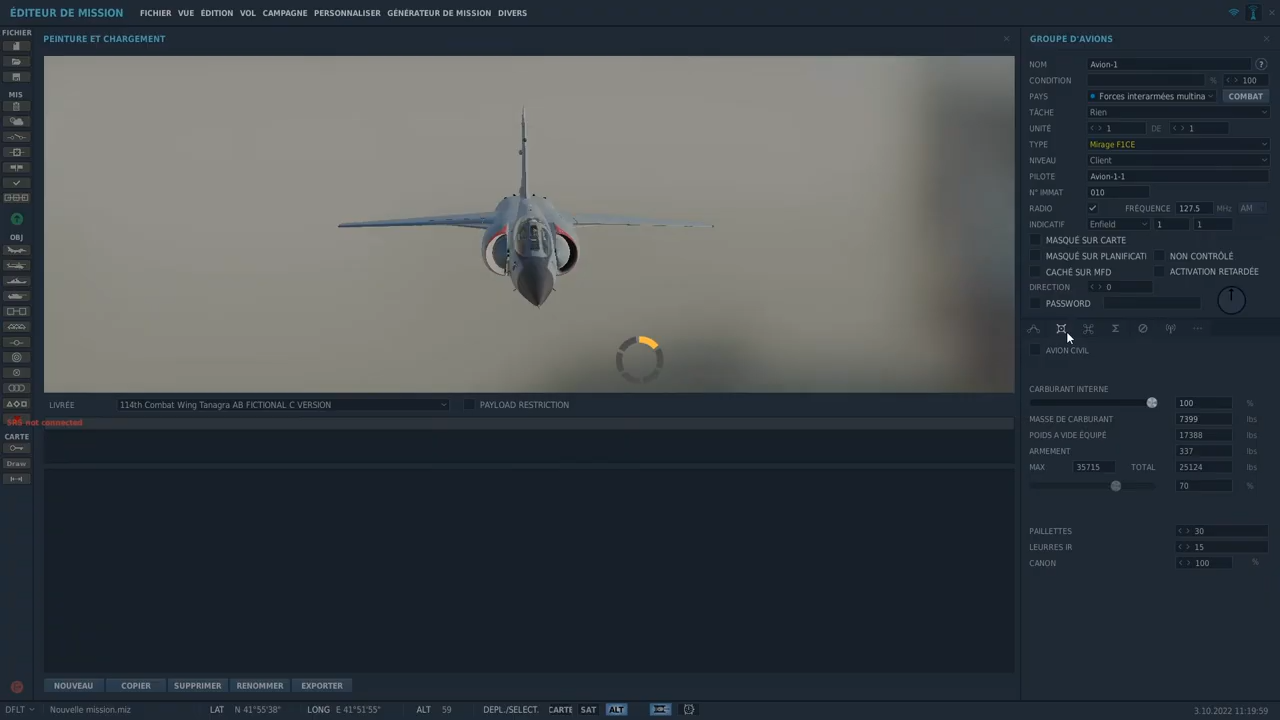 ÉDITEUR DE MISSION FICHIER VUE ÉDITION VOL CAMPAGNE PERSONNALISER GÉNÉRATEUR DE MISSION DIVERS
FICHIER
MIS
OBJ
SRS not connected
CARTE
Draw
PEINTURE ET CHARGEMENT
LIVRÉE 114th Combat Wing Tanagra AB FICTIONAL C VERSION PAYLOAD RESTRICTION
NOUVEAU COPIER SUPPRIMER RENOMMER EXPORTER
GROUPE D'AVIONS
NOM Avion-1 ?
CONDITION % 100
PAYS Forces interarmées multina COMBAT
TÂCHE Rien
UNITÉ 1 DE 1
TYPE Mirage F1CE
NIVEAU Client
PILOTE Avion-1-1
N° IMMAT 010
RADIO FRÉQUENCE 127.5 MHz AM
INDICATIF Enfield 1 1
MASQUÉ SUR CARTE
MASQUÉ SUR PLANIFICATI NON CONTRÔLÉ
CACHÉ SUR MFD ACTIVATION RETARDÉE
DIRECTION 0
PASSWORD
AVION CIVIL
CARBURANT INTERNE
100 %
MASSE DE CARBURANT 7399 lbs
POIDS A VIDE ÉQUIPÉ 17388 lbs
ARMEMENT 337 lbs
MAX 35715 TOTAL 25124 lbs
70 %
PAILLETTES 30
LEURRES IR 15
CANON 100 %
DFLT Nouvelle mission.miz LAT N 41°55'38" LONG E 41°51'55" ALT 59 DEPL./SELECT. CARTE SAT ALT 3.10.2022 11:19:59